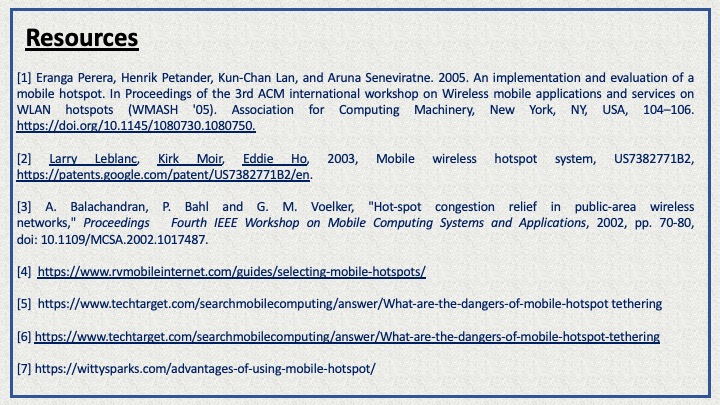 Resources
[1] Eranga Perera, Henrik Petander, Kun-Chan Lan, and Aruna Seneviratne. 2005. An implementation and evaluation of a
mobile hotspot. In Proceedings of the 3rd ACM international workshop on Wireless mobile applications and services on
WLAN hotspots (WMASH '05). Association for Computing Machinery, New York, NY, USA, 104–106.
https://doi.org/10.1145/1080730.1080750.
[2] Larry Leblanc, Kirk Moir, Eddie Ho, 2003, Mobile wireless hotspot system, US7382771B2,
https://patents.google.com/patent/US7382771B2/en.
[3] A. Balachandran, P. Bahl and G. M. Voelker, "Hot-spot congestion relief in public-area wireless
networks," Proceedings Fourth IEEE Workshop on Mobile Computing Systems and Applications, 2002, pp. 70-80,
doi: 10.1109/MCSA.2002.1017487.
[4] https://www.rvmobileinternet.com/guides/selecting-mobile-hotspots/
[5] https://www.techtarget.com/searchmobilecomputing/answer/What-are-the-dangers-of-mobile-hotspot tethering
[6] https://www.techtarget.com/searchmobilecomputing/answer/What-are-the-dangers-of-mobile-hotspot-tethering
[7] https://wittysparks.com/advantages-of-using-mobile-hotspot/